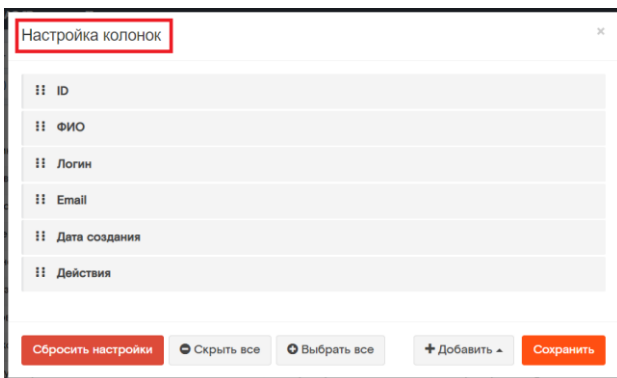 Настройка колонок
×
ID
ФИО
Логин
Email
Дата создания
Действия
Сбросить настройки Скрыть все Выбрать все Добавить Сохранить